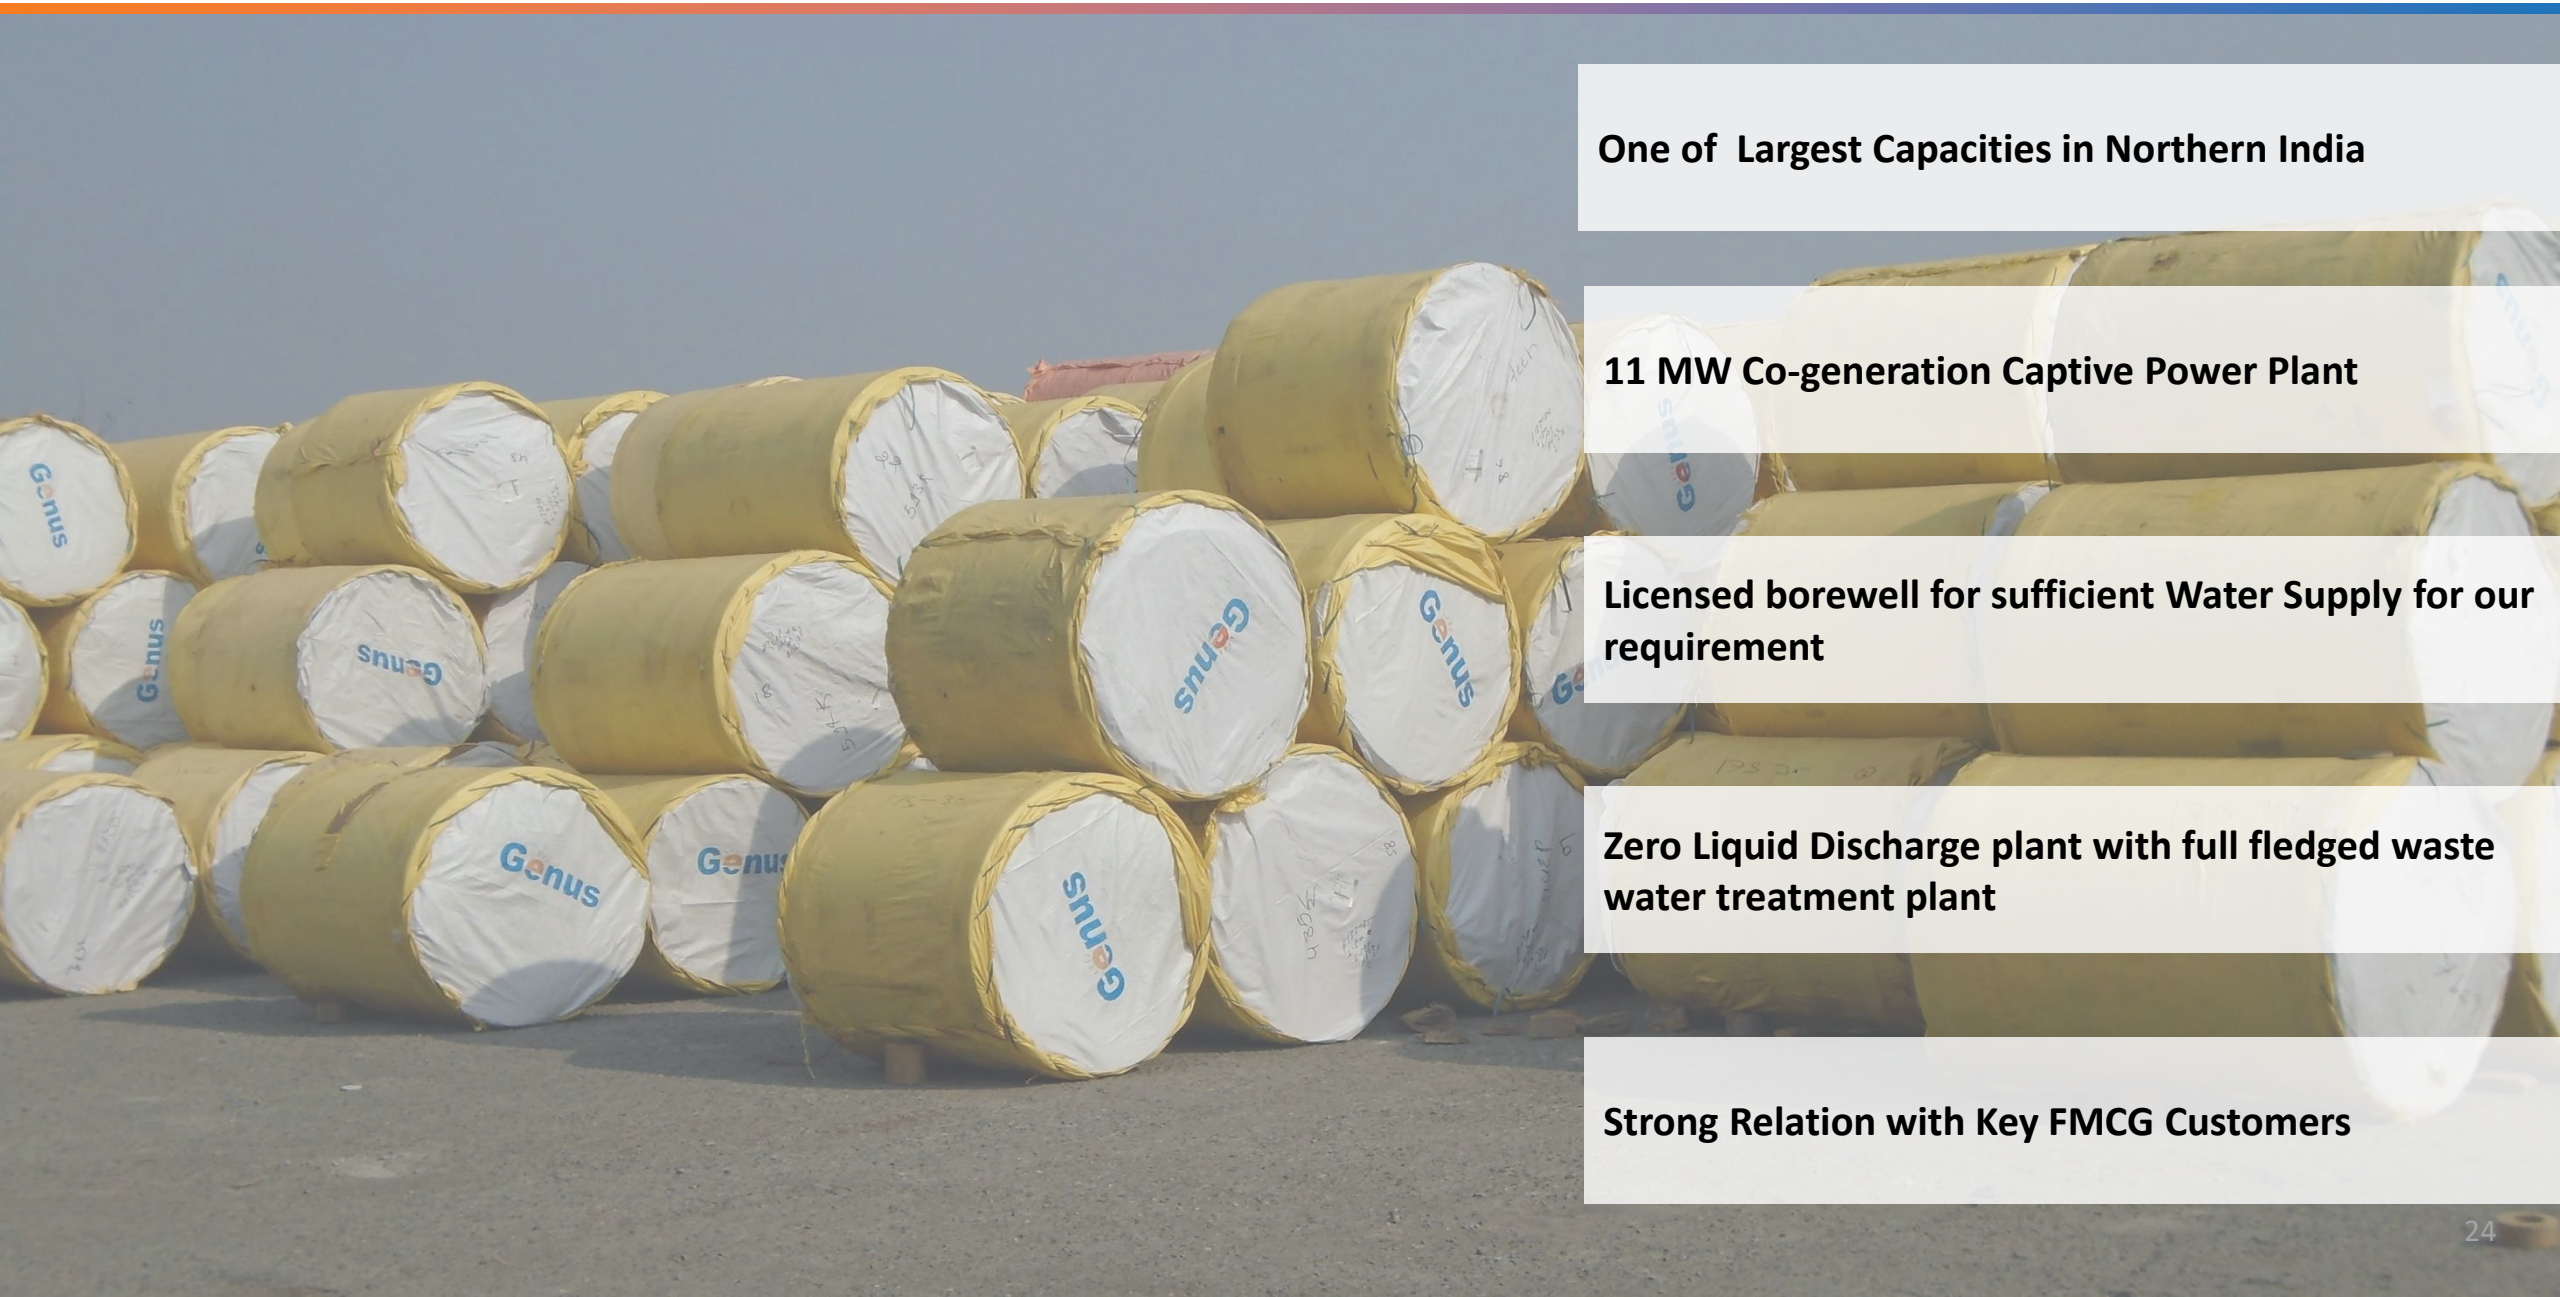 One of  Largest Capacities in Northern India
11 MW Co-generation Captive Power Plant
Licensed borewell for sufficient Water Supply for our
requirement
Zero Liquid Discharge plant with full fledged waste
water treatment plant
Strong Relation with Key FMCG Customers
24
Genus
Genus
Genus
Genus
Genus
Genus
Genus
Genus
Genus